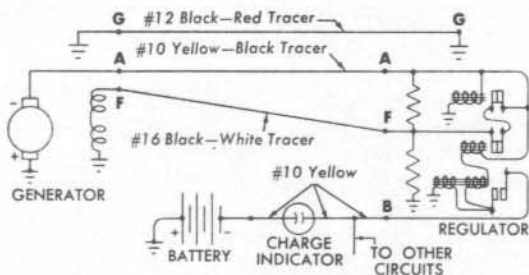 G #12 Black—Red Tracer G
A #10 Yellow—Black Tracer A
-
F
F
#16 Black—White Tracer
+
GENERATOR
#10 Yellow
B
+ -
BATTERY
CHARGE
INDICATOR
TO OTHER
CIRCUITS
REGULATOR